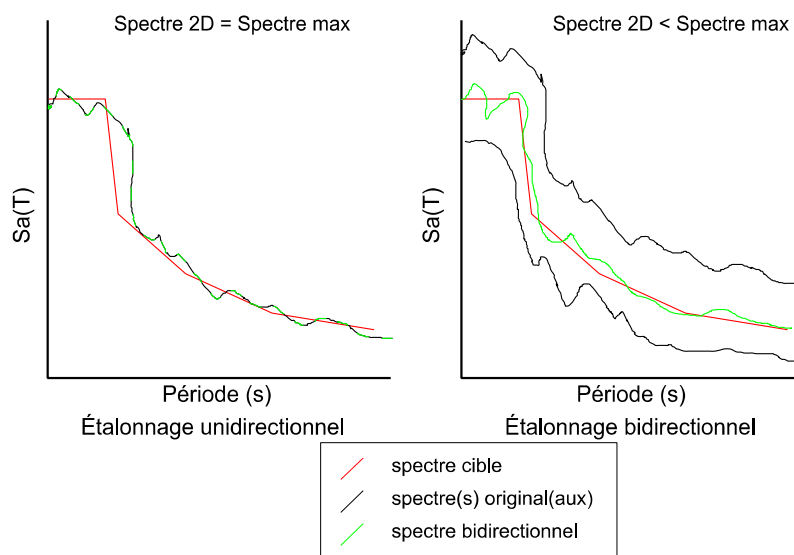 Spectre 2D = Spectre max
Sa(T)
Période (s)
Étalonnage unidirectionnel
Spectre 2D < Spectre max
Sa(T)
Période (s)
Étalonnage bidirectionnel
spectre cible
spectre(s) original(aux)
spectre bidirectionnel